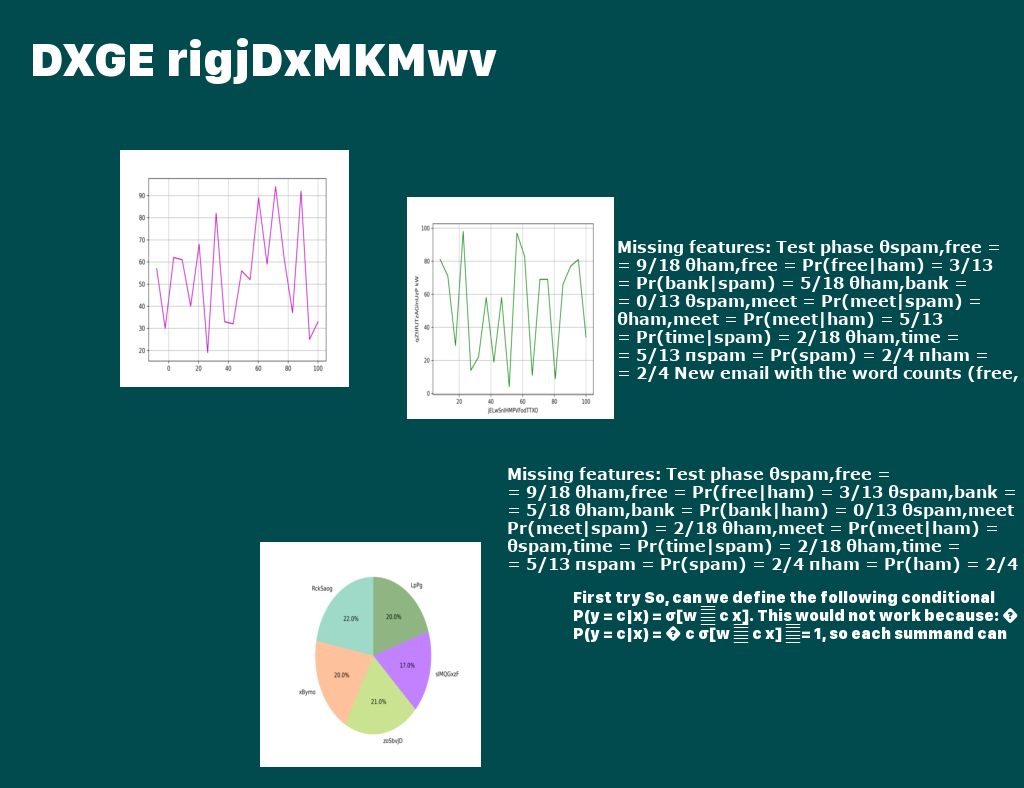 DXGE rigjDxMKMwv
90
80
70
60
50
40
30
20
0 20 40 60 80 100
100
80
60
40
20
0
20 40 60 80 100
Missing features: Test phase θspam,free =
= 9/18 θham,free = Pr(free|ham) = 3/13
= Pr(bank|spam) = 5/18 θham,bank =
= 0/13 θspam,meet = Pr(meet|spam) =
θham,meet = Pr(meet|ham) = 5/13
= Pr(time|spam) = 2/18 θham,time =
= 5/13 πspam = Pr(spam) = 2/4 πham =
= 2/4 New email with the word counts (free,
Missing features: Test phase θspam,free =
= 9/18 θham,free = Pr(free|ham) = 3/13 θspam,bank =
= 5/18 θham,bank = Pr(bank|ham) = 0/13 θspam,meet
Pr(meet|spam) = 2/18 θham,meet = Pr(meet|ham) =
θspam,time = Pr(time|spam) = 2/18 θham,time =
= 5/13 πspam = Pr(spam) = 2/4 πham = Pr(ham) = 2/4
RckSaog
LpPg
22.0%
20.0%
17.0%
20.0%
21.0%
xBymo
zoSbvjD
First try So, can we define the following conditional
P(y = c|x) = σ[w c x]. This would not work because: �
P(y = c|x) = � c σ[w c x] = 1, so each summand can